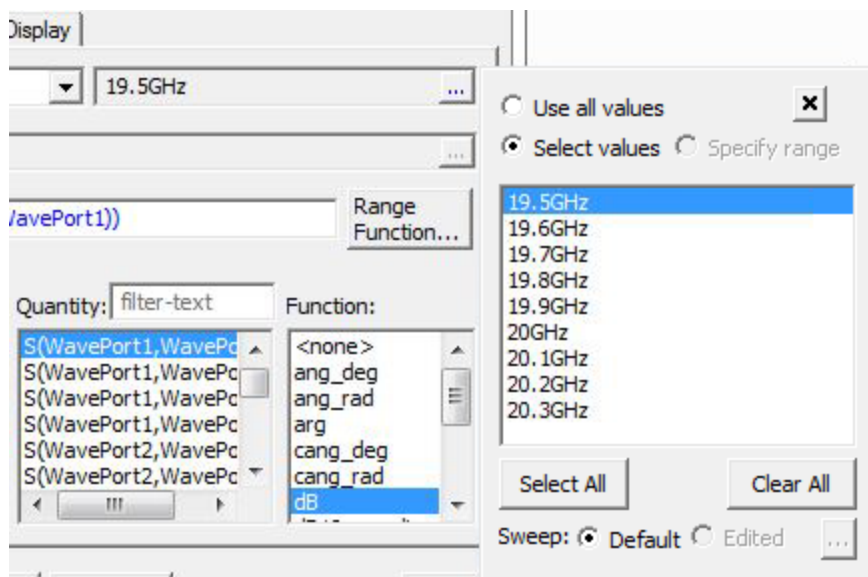 Display
19.5GHz ...
...
Use all values
Select values Specify range
WavePort1))
Range
Function...
19.5GHz
19.6GHz
19.7GHz
19.8GHz
19.9GHz
20GHz
20.1GHz
20.2GHz
20.3GHz
Quantity: filter-text
S(WavePort1,WavePo
S(WavePort1,WavePo
S(WavePort1,WavePo
S(WavePort1,WavePo
S(WavePort2,WavePo
S(WavePort2,WavePo
Function:
<none>
ang_deg
ang_rad
arg
cang_deg
cang_rad
dB
Select All
Clear All
Sweep: Default Edited ...